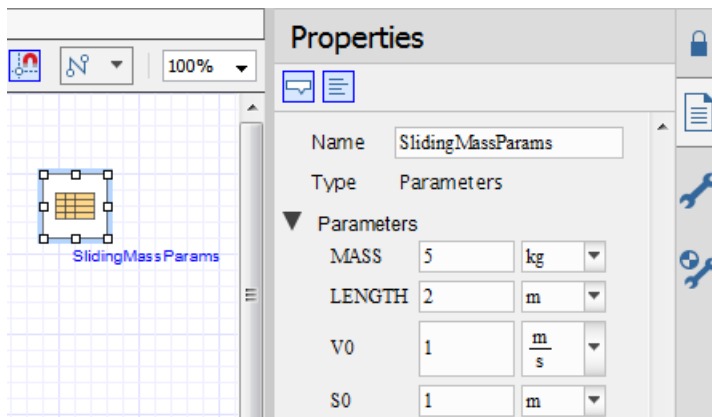 Properties
100%
Name SlidingMassParams
Type Parameters
SlidingMassParams
Parameters
MASS 5 kg
LENGTH 2 m
V0 1 m
s
S0 1 m